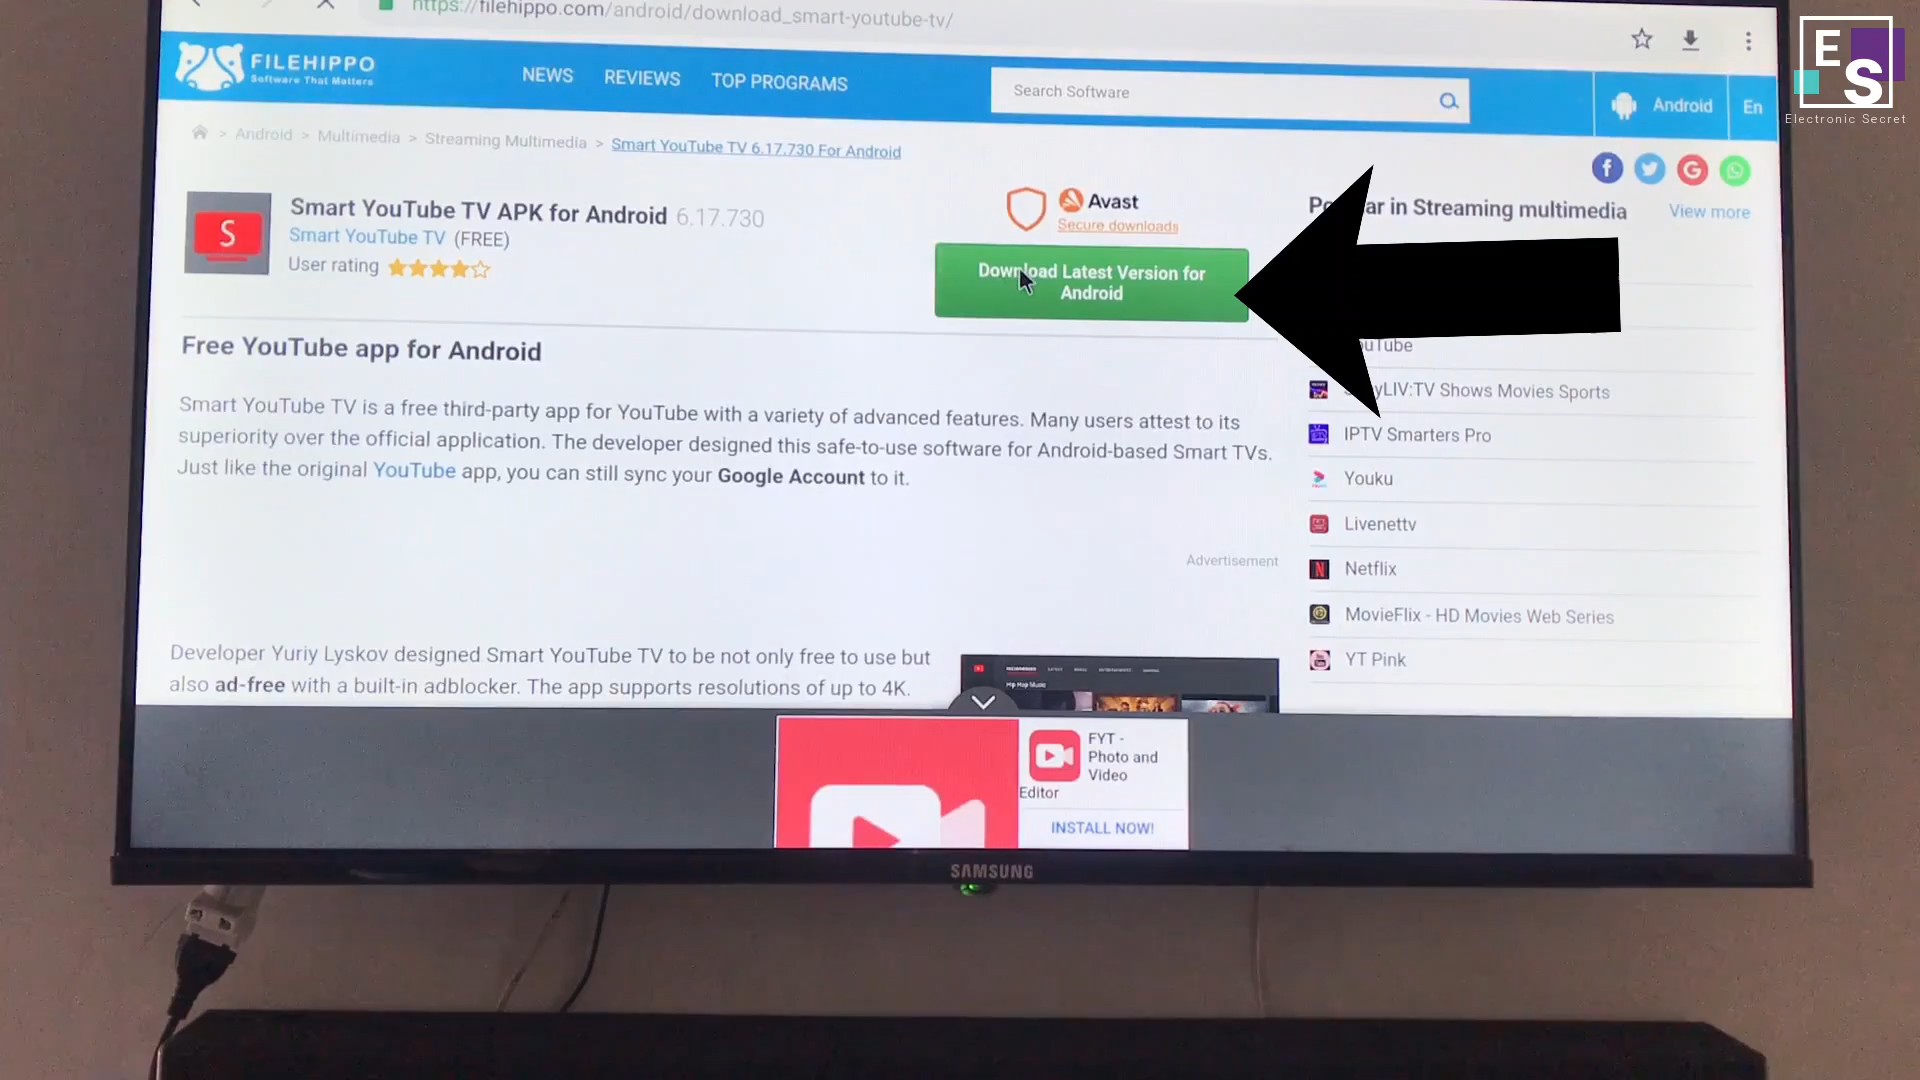 https://filehippo.com/android/download_smart-youtube-tv/
E
S
Electronic Secret
FILEHIPPO
Software That Matters
NEWS REVIEWS TOP PROGRAMS
Search Software
Android
En
> Android > Multimedia > Streaming Multimedia > Smart YouTube TV 6.17.730 For Android
S
Smart YouTube TV APK for Android 6.17.730
Smart YouTube TV (FREE)
User rating
Avast
Secure downloads
Download Latest Version for
Android
Free YouTube app for Android
Smart YouTube TV is a free third-party app for YouTube with a variety of advanced features. Many users attest to its
superiority over the official application. The developer designed this safe-to-use software for Android-based Smart TVs.
Just like the original YouTube app, you can still sync your Google Account to it.
Advertisement
Developer Yuriy Lyskov designed Smart YouTube TV to be not only free to use but
also ad-free with a built-in adblocker. The app supports resolutions of up to 4K.
in Streaming multimedia
View more
LIV:TV Shows Movies Sports
IPTV Smarters Pro
Youku
Livenettv
Netflix
MovieFlix - HD Movies Web Series
YT Pink
Hip Hop Music
FYT -
Photo and
Video
Editor
INSTALL NOW!
SAMSUNG